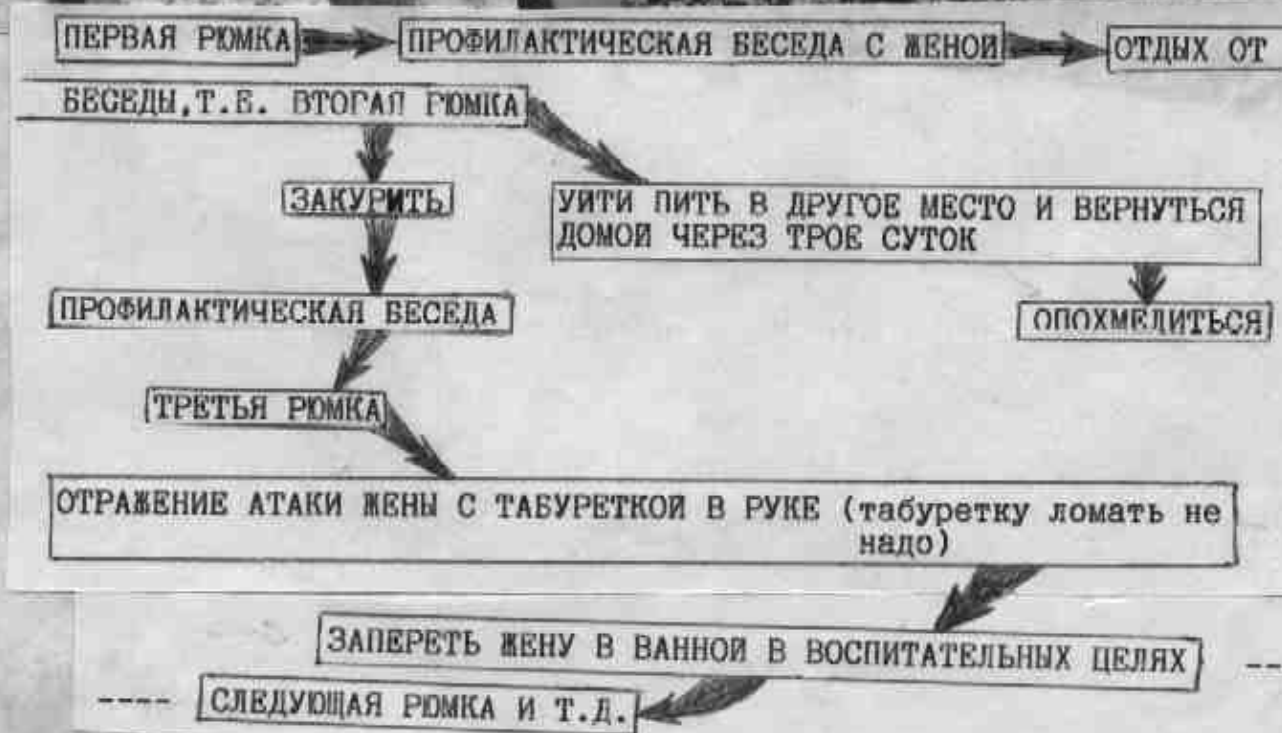 ПЕРВАЯ РЮМКА ПРОФИЛАКТИЧЕСКАЯ БЕСЕДА С ЖЕНОЙ ОТДЫХ ОТ
БЕСЕДЫ, Т.Е. ВТОРАЯ РЮМКА
ЗАКУРИТЬ
УЙТИ ПИТЬ В ДРУГОЕ МЕСТО И ВЕРНУТЬСЯ
ДОМОЙ ЧЕРЕЗ ТРОЕ СУТОК
ПРОФИЛАКТИЧЕСКАЯ БЕСЕДА
ОПОХМЕЛИТЬСЯ
ТРЕТЬЯ РЮМКА
ОТРАЖЕНИЕ АТАКИ ЖЕНЫ С ТАБУРЕТКОЙ В РУКЕ (табуретку ломать не
надо)
ЗАПЕРЕТЬ ЖЕНУ В ВАННОЙ В ВОСПИТАТЕЛЬНЫХ ЦЕЛЯХ --
---- СЛЕДУЮЩАЯ РЮМКА И Т.Д.